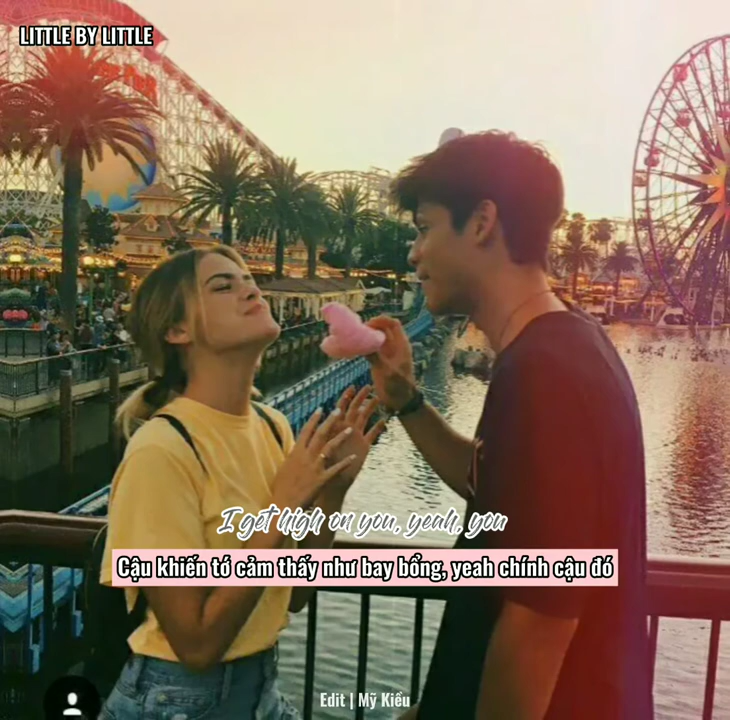 LITTLE BY LITTLE
I get high on you, yeah, you
Cậu khiến tớ cảm thấy như bay bổng, yeah chính cậu đó
Edit | Mỹ Kiều